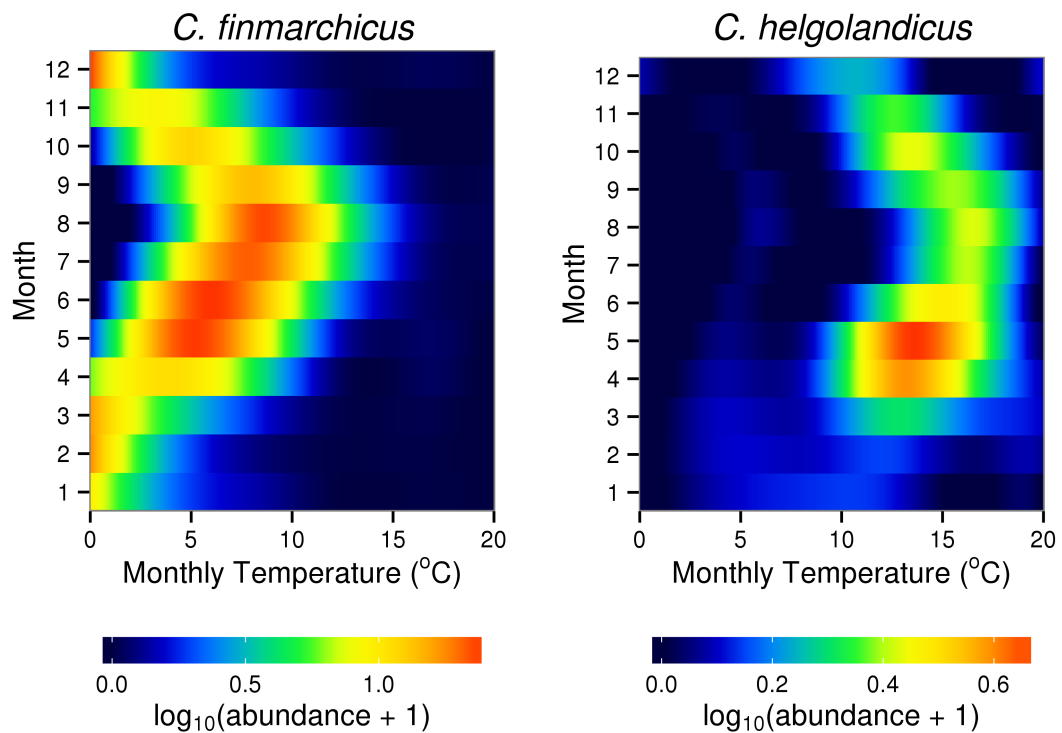 C. finmarchicus
C. helgolandicus
Month
12
11
10
9
8
7
6
5
4
3
2
1
0 5 10 15 20
Monthly Temperature (°C)
0.0 0.5 1.0
log₁₀(abundance + 1)
Month
12
11
10
9
8
7
6
5
4
3
2
1
0 5 10 15 20
Monthly Temperature (°C)
0.0 0.2 0.4 0.6
log₁₀(abundance + 1)